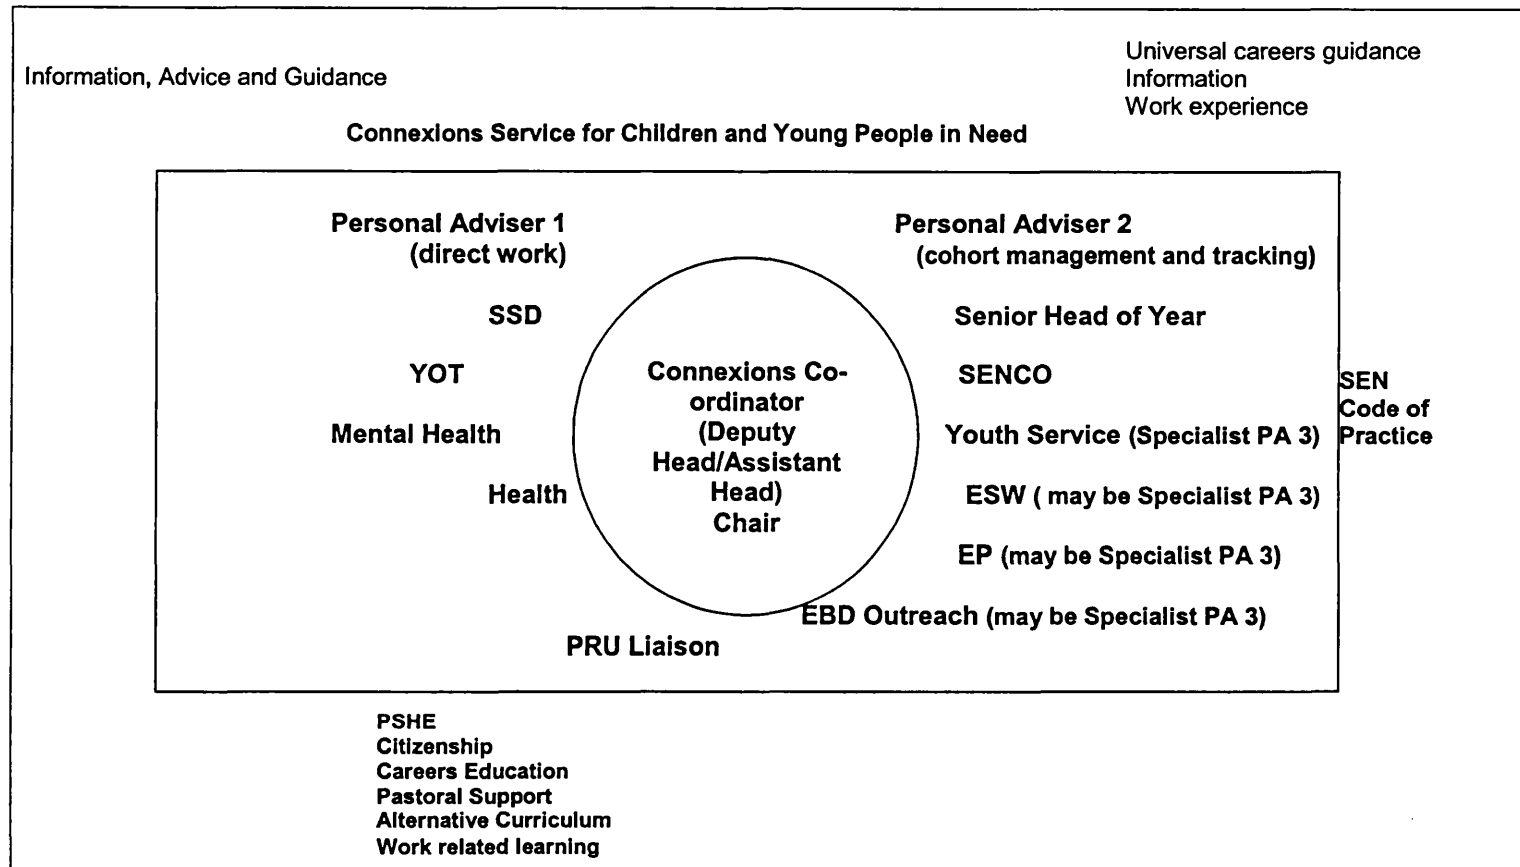 Information, Advice and Guidance
Universal careers guidance
Information
Work experience
Connexions Service for Children and Young People in Need
Personal Adviser 1
(direct work)
SSD
YOT
Mental Health
Health
PRU Liaison
Connexions Co-
ordinator
(Deputy
Head/Assistant
Head)
Chair
Personal Adviser 2
(cohort management and tracking)
Senior Head of Year
SENCO
Youth Service (Specialist PA 3)
ESW ( may be Specialist PA 3)
EP (may be Specialist PA 3)
EBD Outreach (may be Specialist PA 3)
SEN
Code of
Practice
PSHE
Citizenship
Careers Education
Pastoral Support
Alternative Curriculum
Work related learning